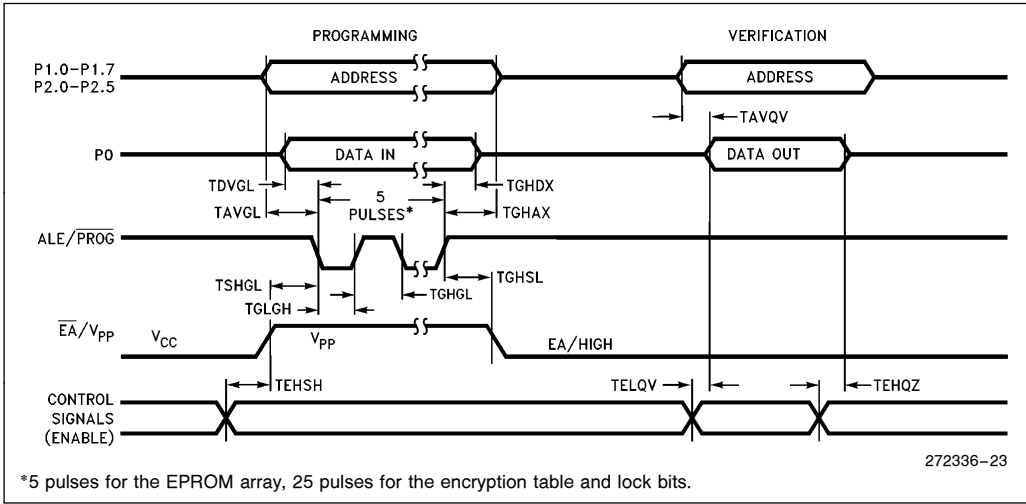 PROGRAMMING VERIFICATION
P1.0–P1.7
P2.0–P2.5
ADDRESS ADDRESS
TAVQV
P0 DATA IN DATA OUT
TDVGL 5 TGHDX
TAVGL PULSES* TGHAX
ALE/PROG
TSHGL TGHGL TGHSL
TGLGH
EA/VPP VCC VPP EA/HIGH
TEHSH TELQV TEHQZ
CONTROL
SIGNALS
(ENABLE)
272336–23
*5 pulses for the EPROM array, 25 pulses for the encryption table and lock bits.